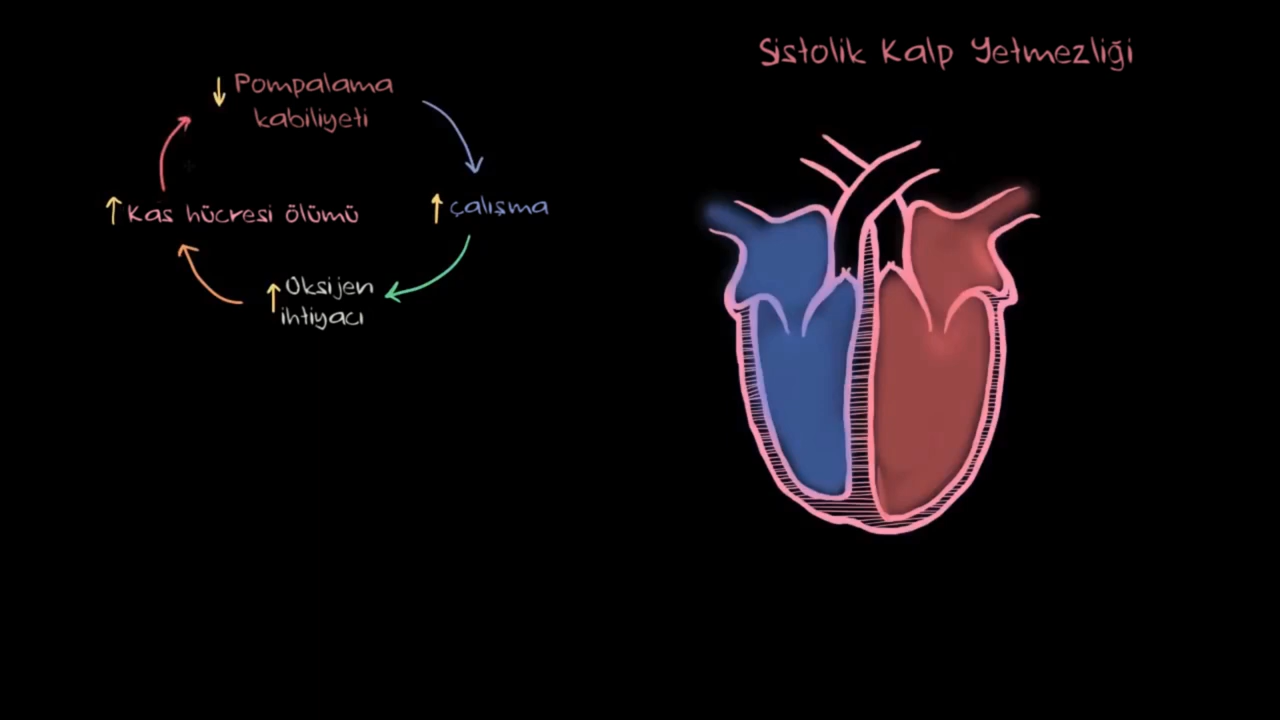 Sistolik Kalp Yetmezliği
↓ Pompalama
kabiliyeti
↑ Kas hücresi ölümü
↑ çalışma
↑ Oksijen
ihtiyacı